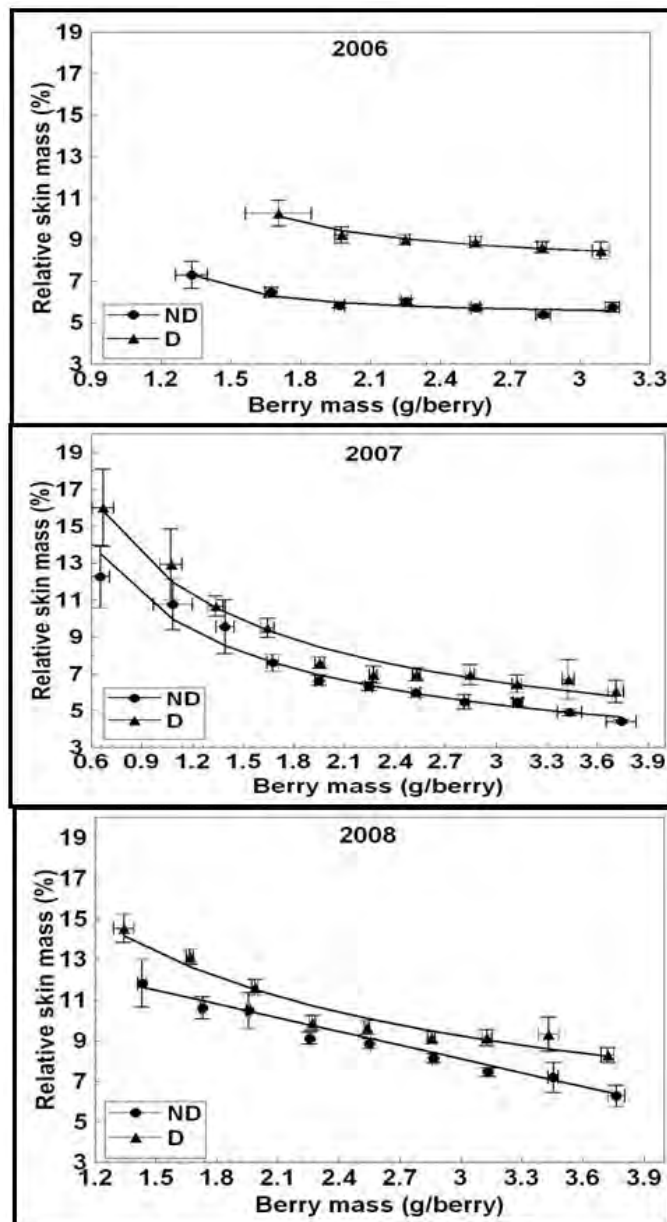 2006
Relative skin mass (%)
19
17
15
13
11
9
7
5
3
ND
D
0.9 1.2 1.5 1.8 2.1 2.4 2.7 3 3.3
Berry mass (g/berry)
2007
Relative skin mass (%)
19
17
15
13
11
9
7
5
3
ND
D
0.6 0.9 1.2 1.5 1.8 2.1 2.4 2.7 3 3.3 3.6 3.9
Berry mass (g/berry)
2008
Relative skin mass (%)
19
17
15
13
11
9
7
5
3
ND
D
1.2 1.5 1.8 2.1 2.4 2.7 3 3.3 3.6 3.9
Berry mass (g/berry)